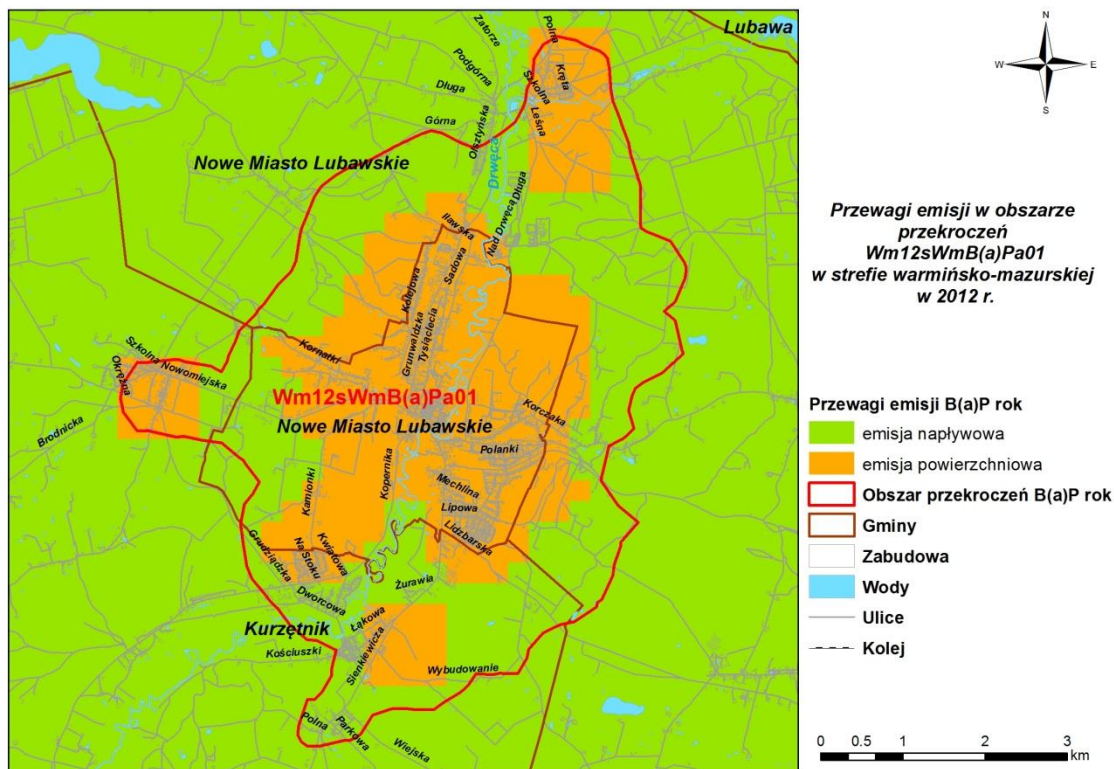 Lubawa
Zatorze
Polna
Podgórna
Kręta
Długa
Szkolna
Górna
Olsztyńska
Leśna
Nowe Miasto Lubawskie
Drwęca
Długa
Iławska
Nad Drwęcą
Sadowa
Kolejowa
Grunwaldzka
Tysiąclecia
Kornatki
Szkolna
Nowomiejska
Okrężna
Wm12sWmB(a)Pa01
Nowe Miasto Lubawskie
Korczaka
Brodnicka
Polanki
Kopernika
Mechlina
Kamionki
Lipowa
Lidzbarska
Grudziądzka
Na Stoku
Kwiatowa
Żurawia
Dworcowa
Łąkowa
Kurzętnik
Kościuszki
Sienkiewicza
Wybudowanie
Polna
Parkowa
Wiejska
N
W
E
S
Przewagi emisji w obszarze
przekroczeń
Wm12sWmB(a)Pa01
w strefie warmińsko-mazurskiej
w 2012 r.
Przewagi emisji B(a)P rok
emisja napływowa
emisja powierzchniowa
Obszar przekroczeń B(a)P rok
Gminy
Zabudowa
Wody
Ulice
Kolej
0 0.5 1 2 3
km